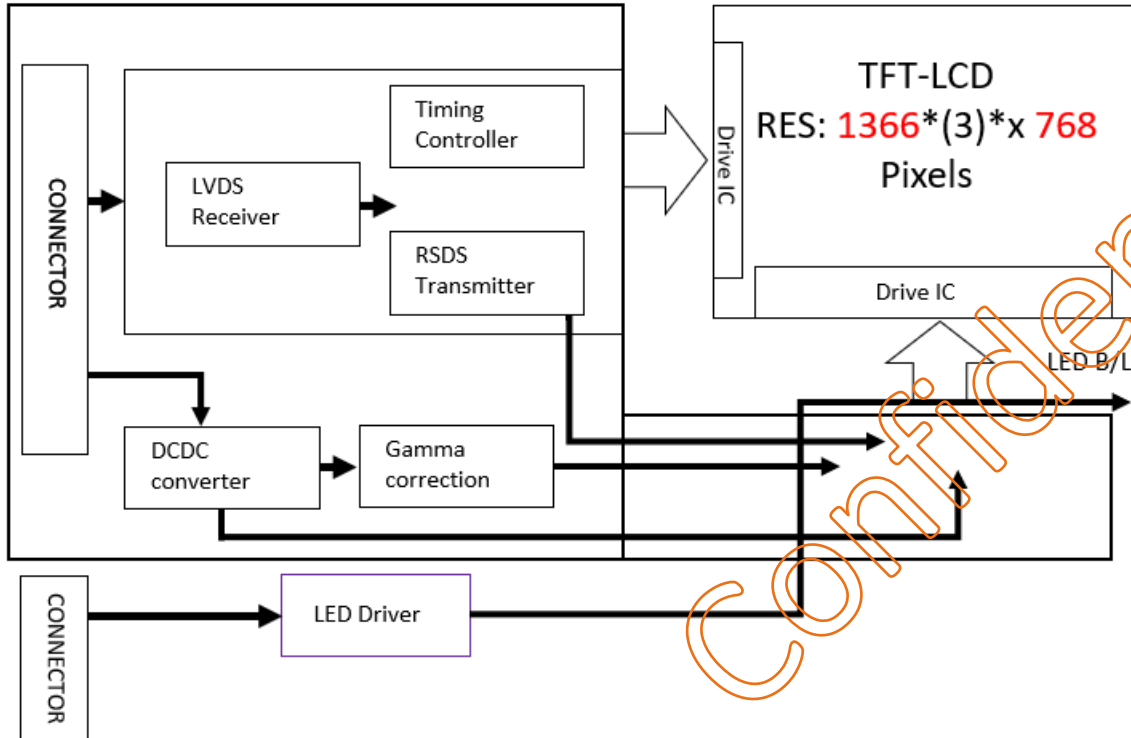 CONNECTOR
LVDS
Receiver
Timing
Controller
RSDS
Transmitter
Drive IC
TFT-LCD
RES: 1366*(3)*x 768
Pixels
Drive IC
LED B/L
DCDC
converter
Gamma
correction
CONNECTOR
LED Driver